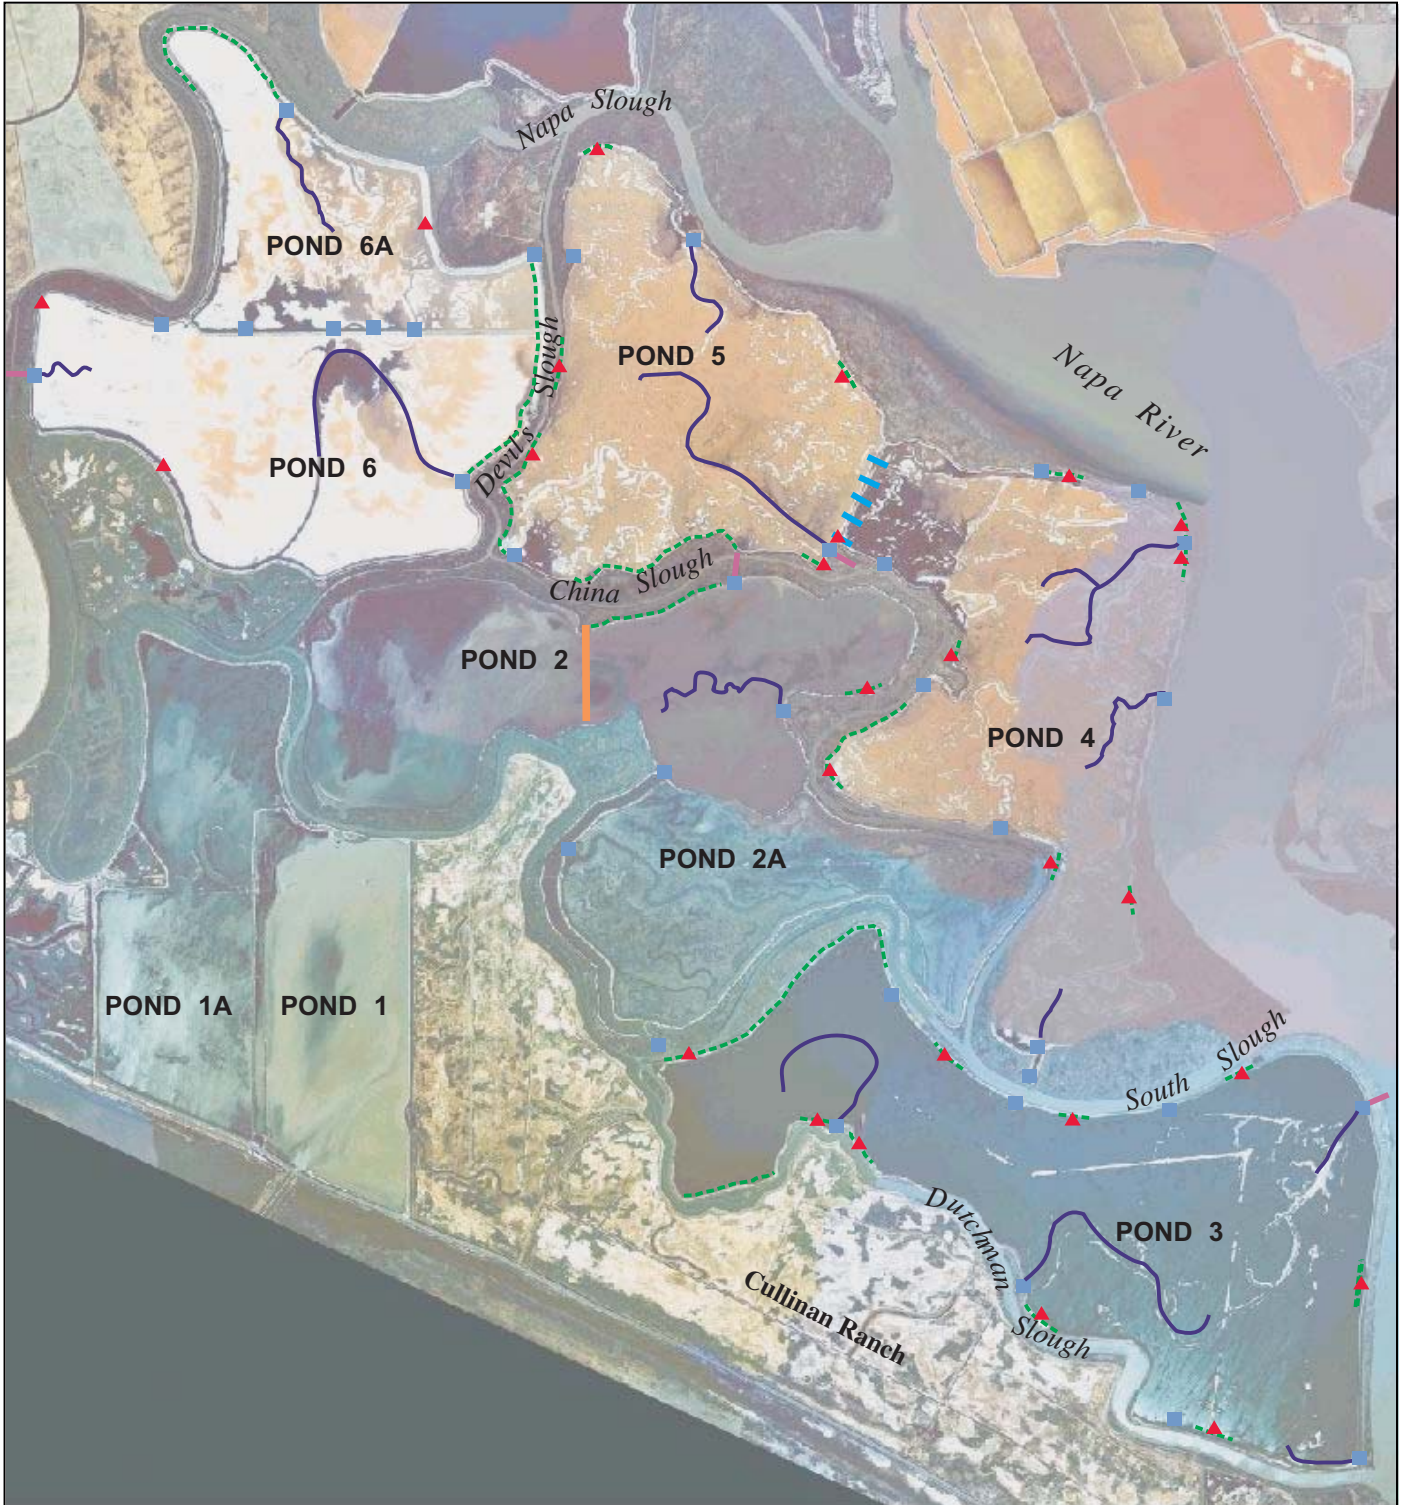 Napa Slough
POND 6A
POND 5
Devil's Slough
Napa River
POND 6
China Slough
POND 2
POND 4
POND 2A
POND 1A
POND 1
South Slough
Dutchman Slough
POND 3
Cullinan Ranch